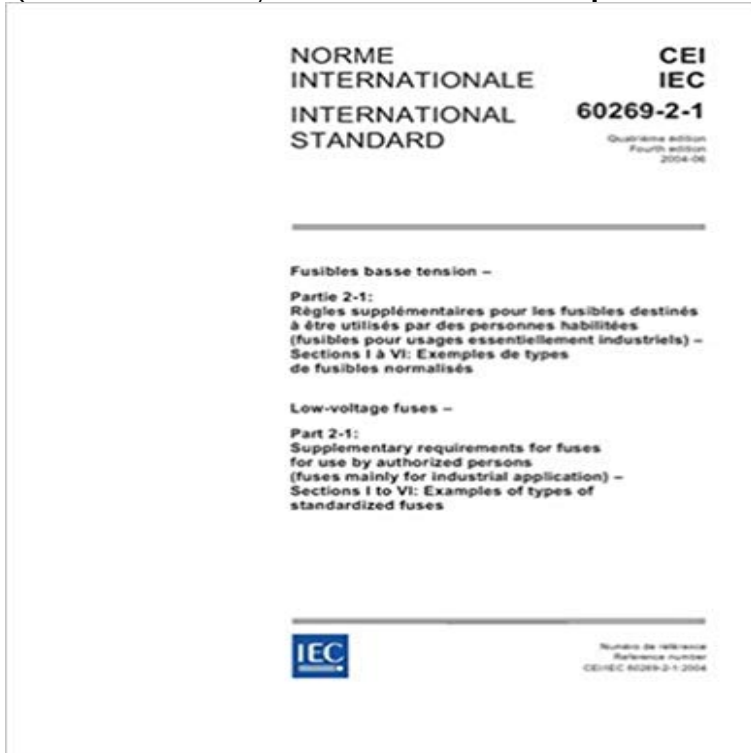 NORME
INTERNATIONALE
INTERNATIONAL
STANDARD
CEI
IEC
60269-2-1
Quatrième édition
Fourth edition
2004-06
Fusibles basse tension –
Partie 2-1:
Règles supplémentaires pour les fusibles destinés
à être utilisés par des personnes habilitées
(fusibles pour usages essentiellement industriels) –
Sections I à VI: Exemples de types
de fusibles normalisés
Low-voltage fuses –
Part 2-1:
Supplementary requirements for fuses
for use by authorized persons
(fuses mainly for industrial application) –
Sections I to VI: Examples of types of
standardized fuses
IEC
Numéro de référence
Reference number
CEI/IEC 60269-2-1:2004